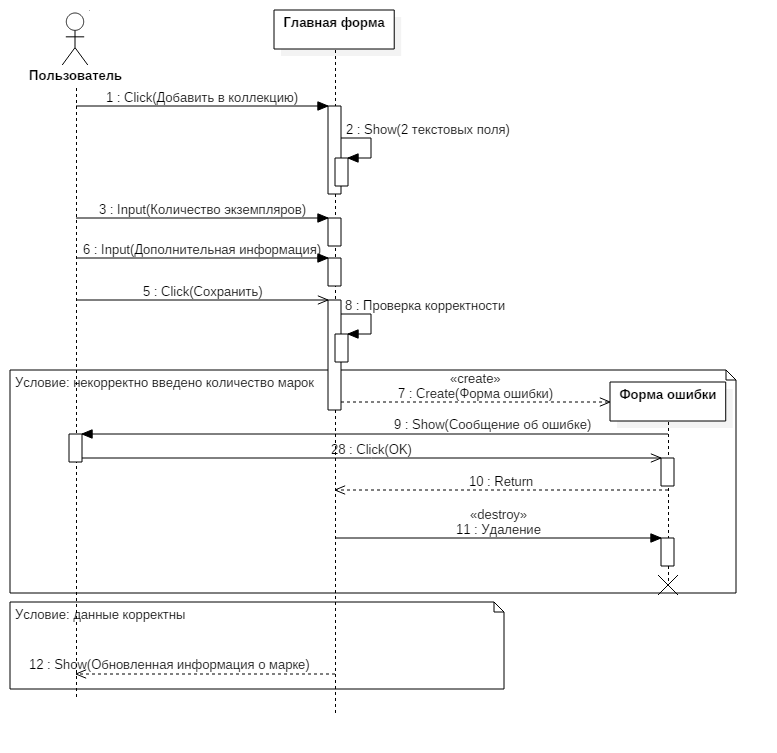 Главная форма
Пользователь
1 : Click(Добавить в коллекцию)
2 : Show(2 текстовых поля)
3 : Input(Количество экземпляров)
6 : Input(Дополнительная информация)
5 : Click(Сохранить)
8 : Проверка корректности
Условие: некорректно введено количество марок
«create»
7 : Create(Форма ошибки)
Форма ошибки
9 : Show(Сообщение об ошибке)
28 : Click(OK)
10 : Return
«destroy»
11 : Удаление
Условие: данные корректны
12 : Show(Обновленная информация о марке)